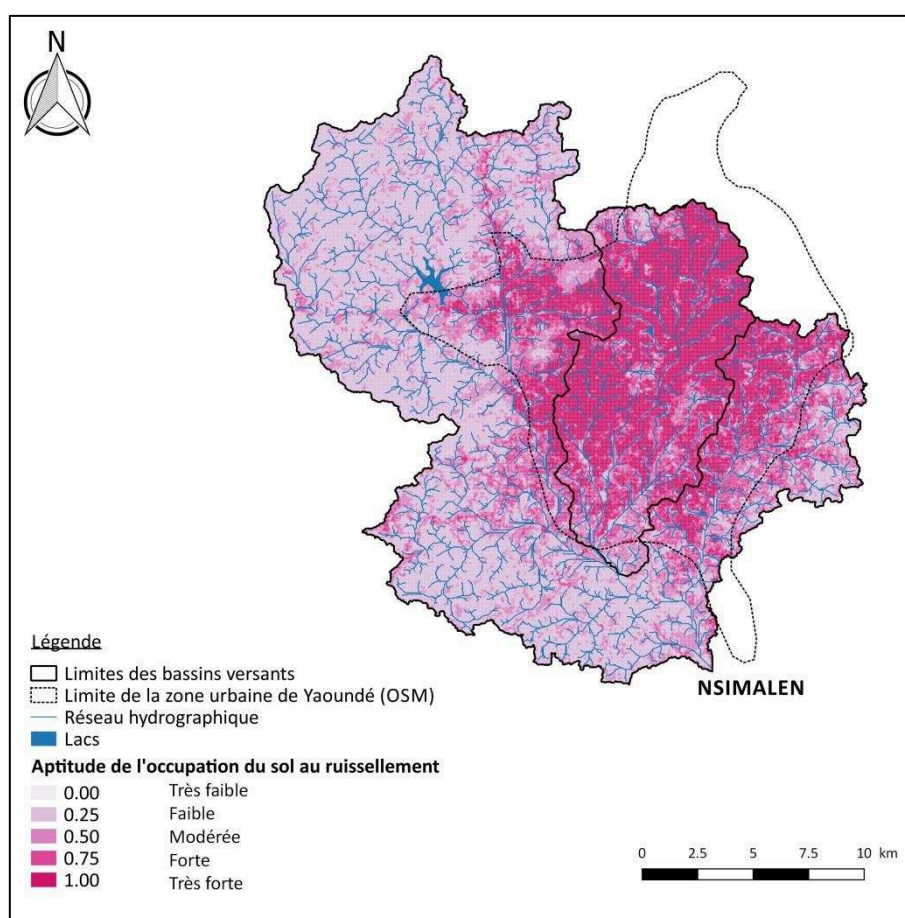 N
NSIMALEN
Légende
Limites des bassins versants
Limite de la zone urbaine de Yaoundé (OSM)
Réseau hydrographique
Lacs
Aptitude de l'occupation du sol au ruissellement
0.00 Très faible
0.25 Faible
0.50 Modérée
0.75 Forte
1.00 Très forte
0 2.5 5 7.5 10 km